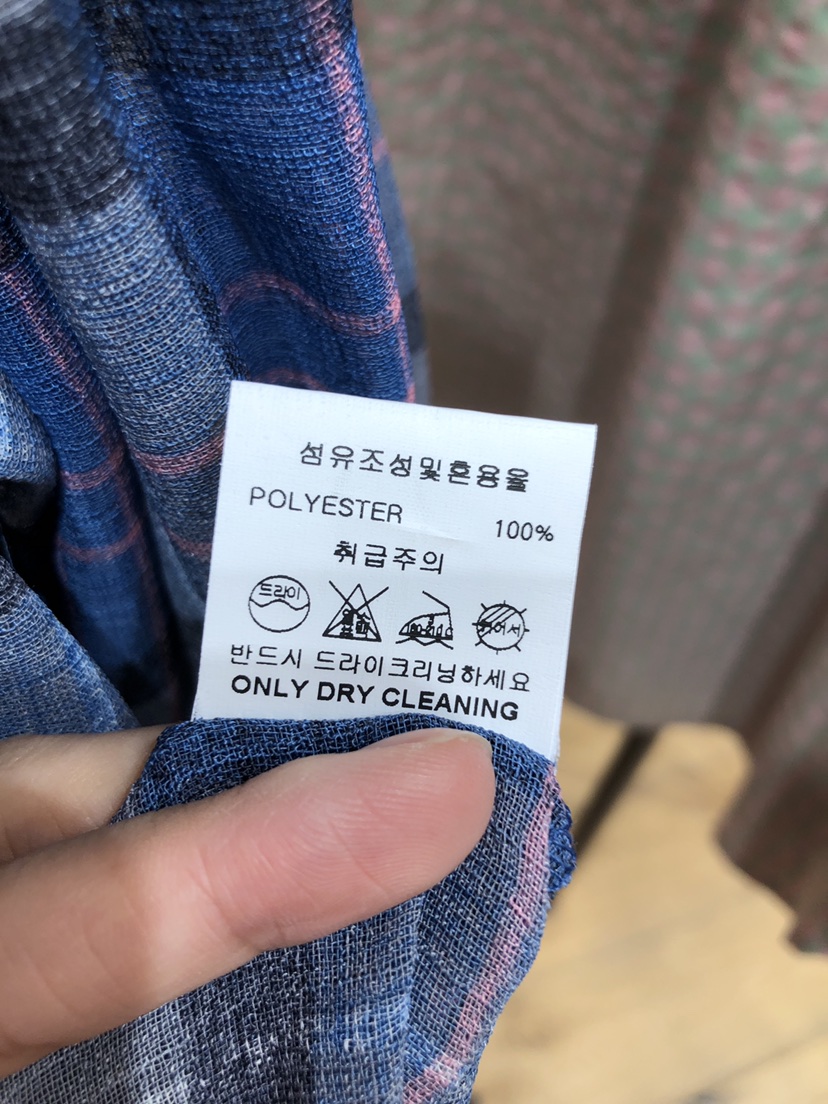 섬유조성및혼용율
POLYESTER 100%
취급주의
드라이
반드시 드라이크리닝하세요
ONLY DRY CLEANING